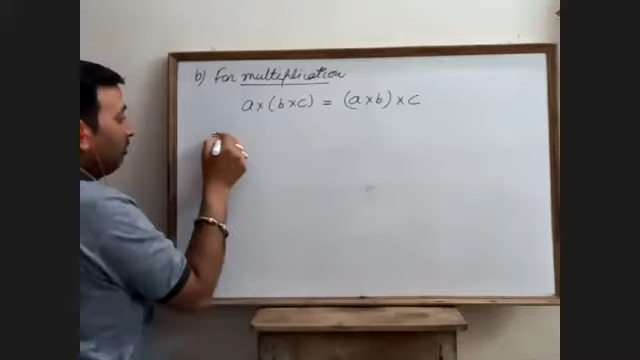 b) For multiplication
a × (b × c) = (a × b) × c